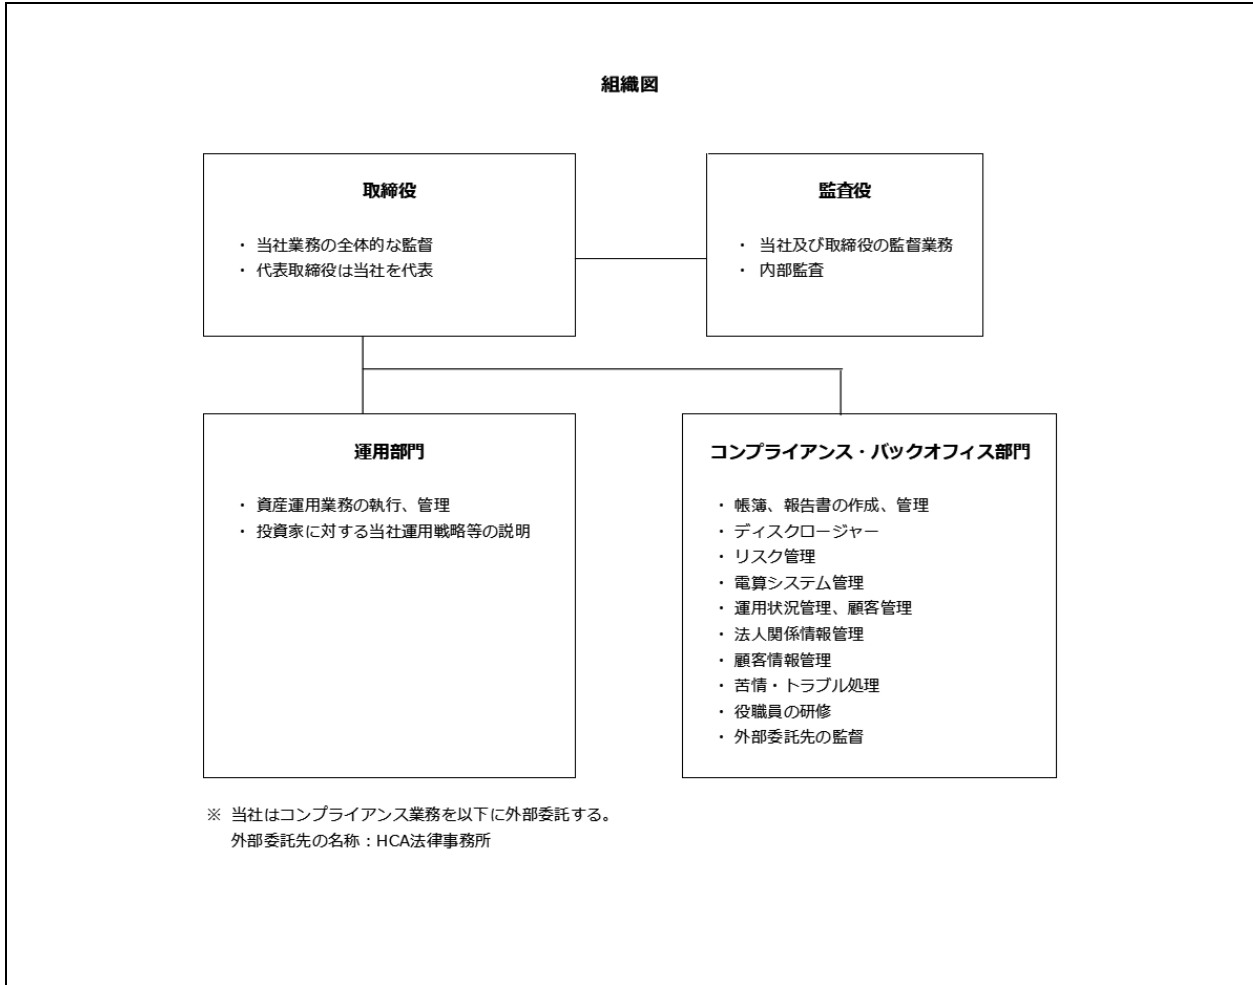 組織図
取締役
・ 当社業務の全体的な監督
・ 代表取締役は当社を代表
監査役
・ 当社及び取締役の監督業務
・ 内部監査
運用部門
・ 資産運用業務の執行、管理
・ 投資家に対する当社運用戦略等の説明
コンプライアンス・バックオフィス部門
・ 帳簿、報告書の作成、管理
・ ディスクロージャー
・ リスク管理
・ 電算システム管理
・ 運用状況管理、顧客管理
・ 法人関係情報管理
・ 顧客情報管理
・ 苦情・トラブル処理
・ 役職員の研修
・ 外部委託先の監督
※ 当社はコンプライアンス業務を以下に外部委託する。
外部委託先の名称：HCA法律事務所